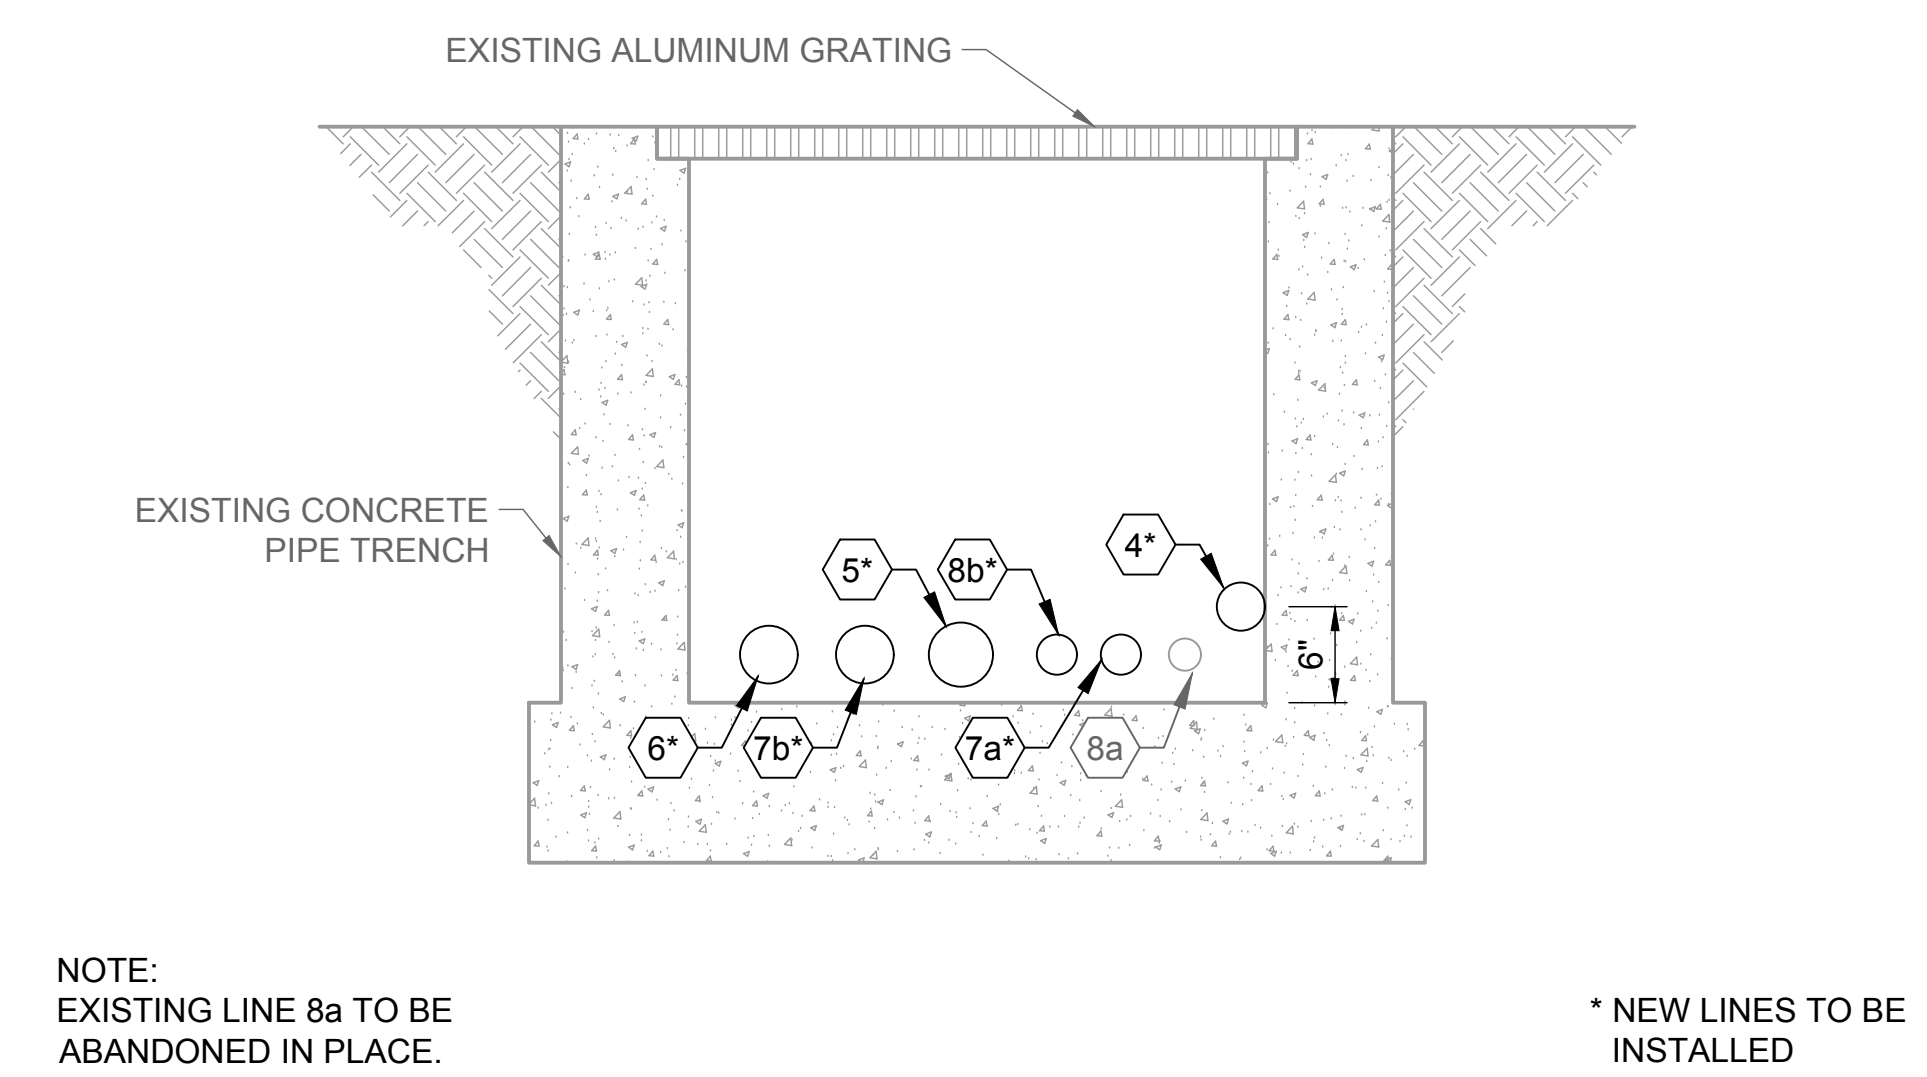 EXISTING ALUMINUM GRATING
EXISTING CONCRETE
PIPE TRENCH
4*
5*
8b*
6"
6*
7b*
7a*
8a
NOTE:
EXISTING LINE 8a TO BE
ABANDONED IN PLACE.
* NEW LINES TO BE
INSTALLED